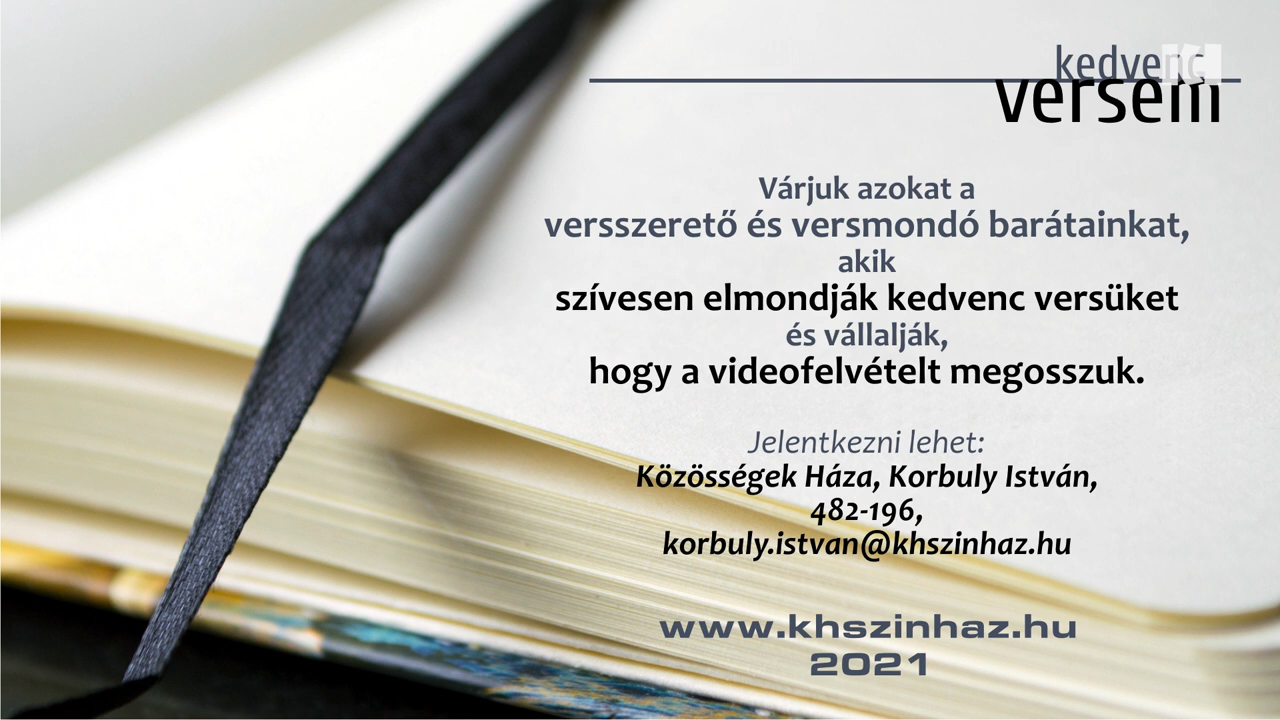 kedvenc
versem
Várjuk azokat a
versszerető és versmondó barátainkat,
akik
szívesen elmondják kedvenc versüket
és vállalják,
hogy a videofelvételt megosszuk.
Jelentkezni lehet:
Közösségek Háza, Korbuly István,
482-196,
korbuly.istvan@khszinhaz.hu
www.khszinhaz.hu
2021